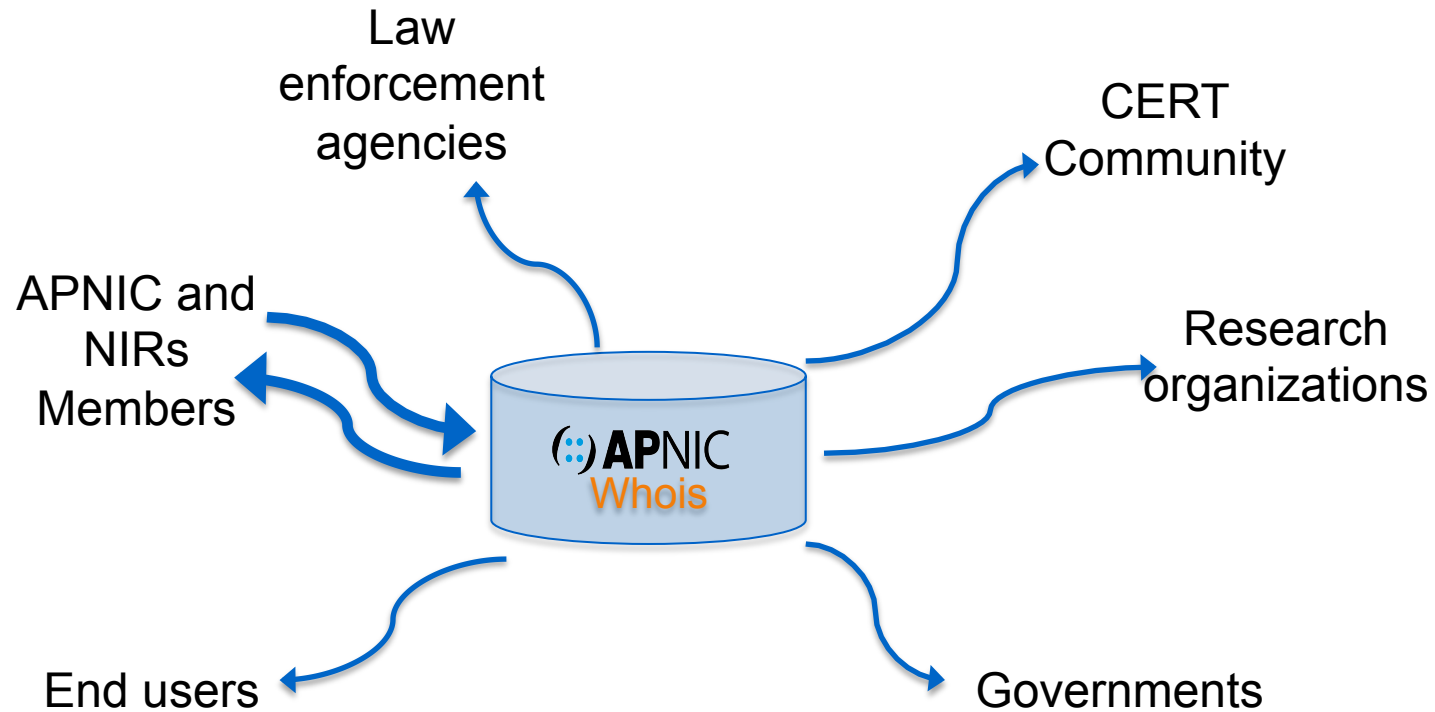 Law
enforcement
agencies
CERT
Community
APNIC and
NIRs
Members
Research
organizations
APNIC
Whois
End users
Governments